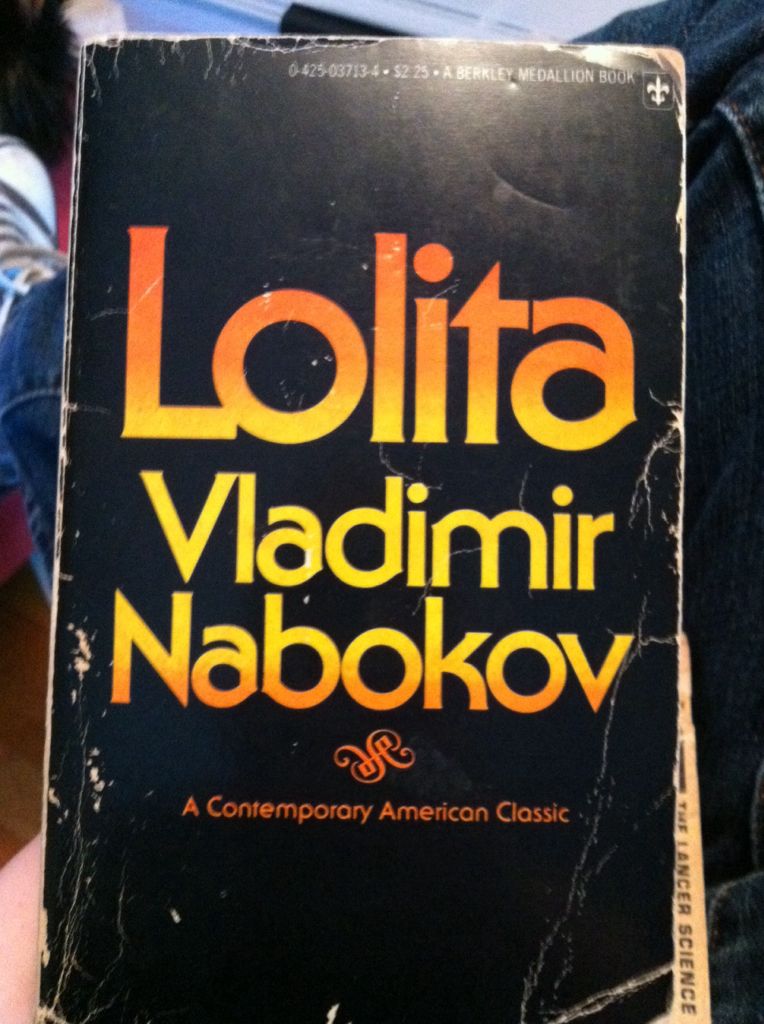 0-425-03713-4 • $2.25 • A BERKLEY MEDALLION BOOK
Lolita
Vladimir
Nabokov
A Contemporary American Classic
THE LANCER SCIENCE